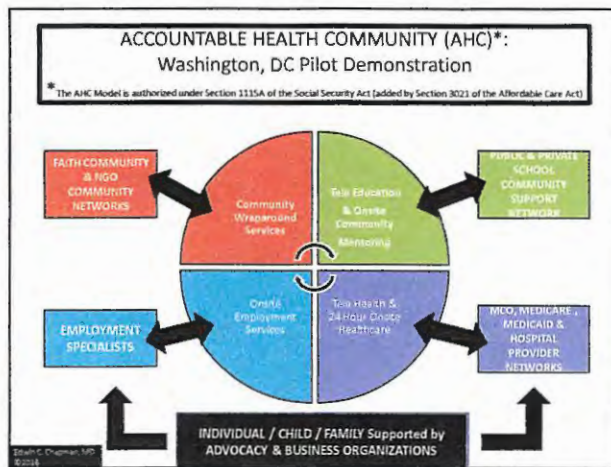 ACCOUNTABLE HEALTH COMMUNITY (AHC)*:
Washington, DC Pilot Demonstration
* The AHC Model is authorized under Section 1115A of the Social Security Act (added by Section 3021 of the Affordable Care Act)
FAITH COMMUNITY
& NGO
COMMUNITY
NETWORKS
Community
Wraparound
Services
Tele Education
& Onsite
Community
Mentoring
PUBLIC & PRIVATE
SCHOOL
COMMUNITY
SUPPORT
NETWORK
EMPLOYMENT
SPECIALISTS
Onsite
Employment
Services
Tele Health &
24 Hour Onsite
Healthcare
MCO, MEDICARE,
MEDICAID &
HOSPITAL
PROVIDER
NETWORKS
INDIVIDUAL / CHILD / FAMILY Supported by
ADVOCACY & BUSINESS ORGANIZATIONS
Edwin C. Chapman, MD
©2016